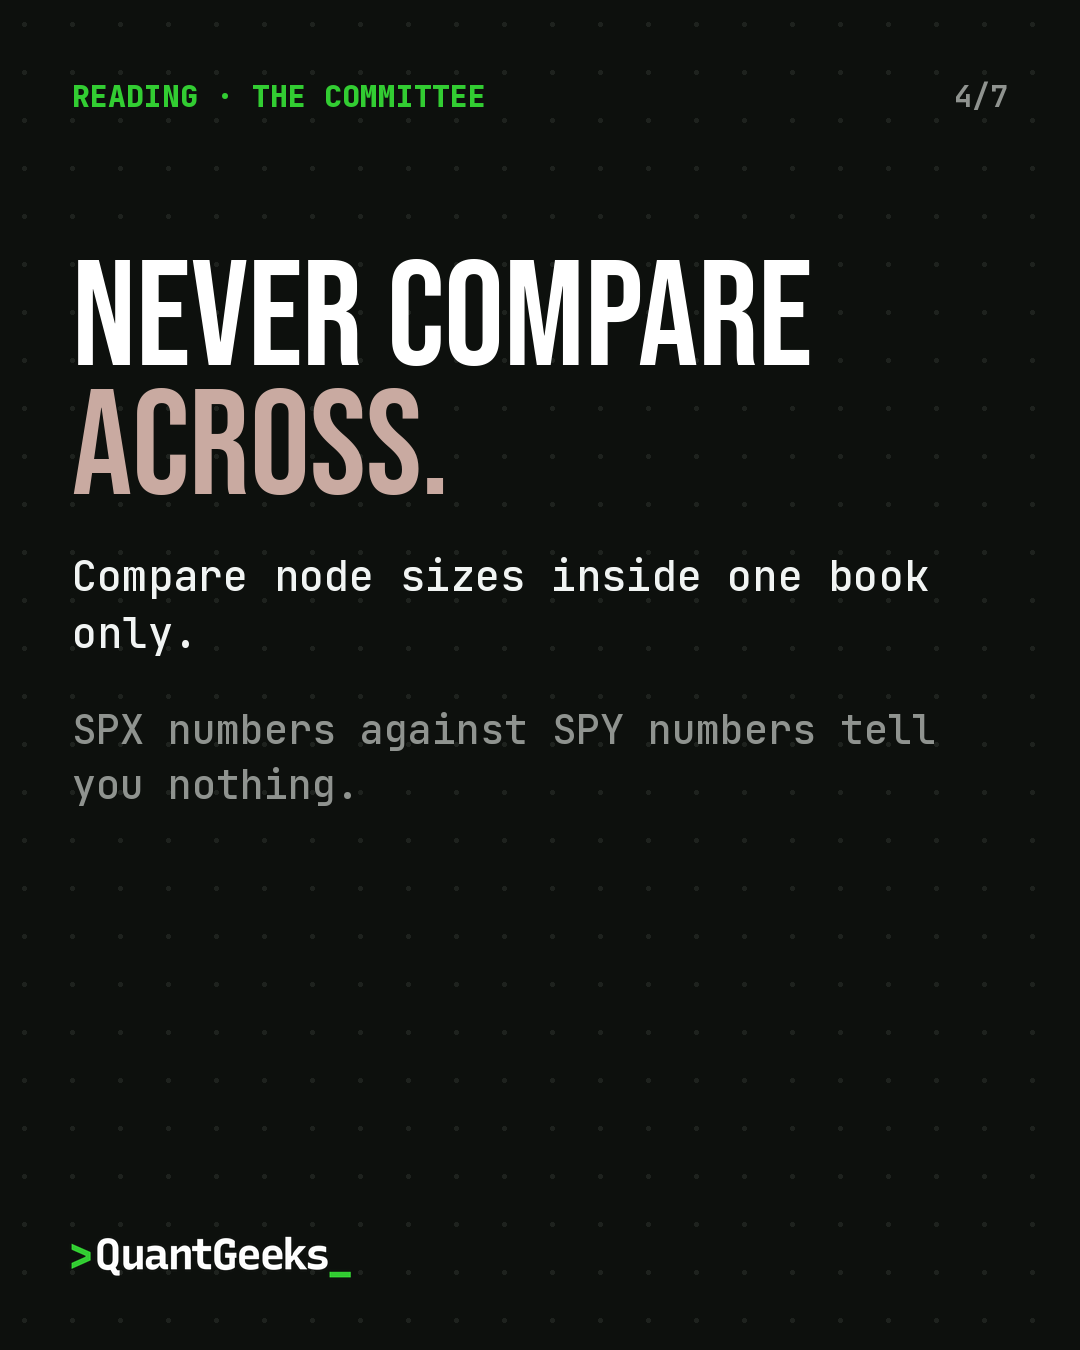 READING · THE COMMITTEE
4/7
NEVER COMPARE
ACROSS.
Compare node sizes inside one book
only.
SPX numbers against SPY numbers tell
you nothing.
>QuantGeeks_